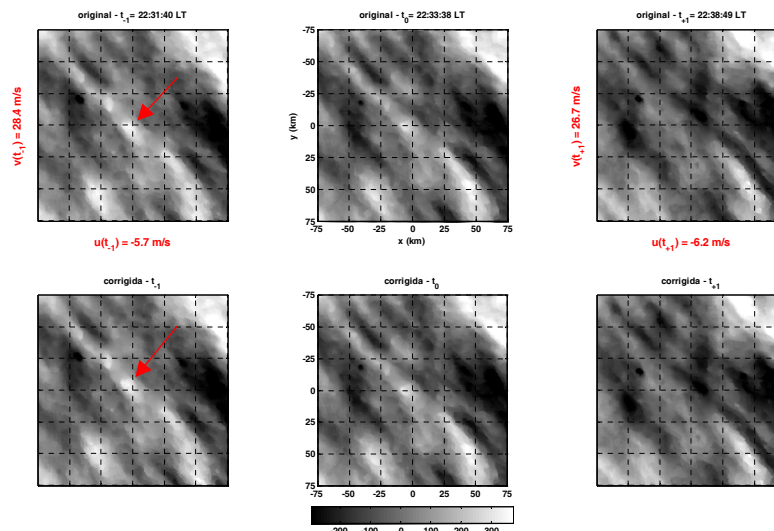 original - t-1= 22:31:40 LT
original - t0= 22:33:38 LT
original - t+1= 22:38:49 LT
v(t-1) = 28.4 m/s
-75
-50
-25
0
25
50
75
y (km)
-75 -50 -25 0 25 50 75
x (km)
v(t+1) = 26.7 m/s
u(t-1) = -5.7 m/s
u(t+1) = -6.2 m/s
corrigida - t-1
corrigida - t0
corrigida - t+1
-75
-50
-25
0
25
50
75
-75 -50 -25 0 25 50 75
-200 -100 0 100 200 300